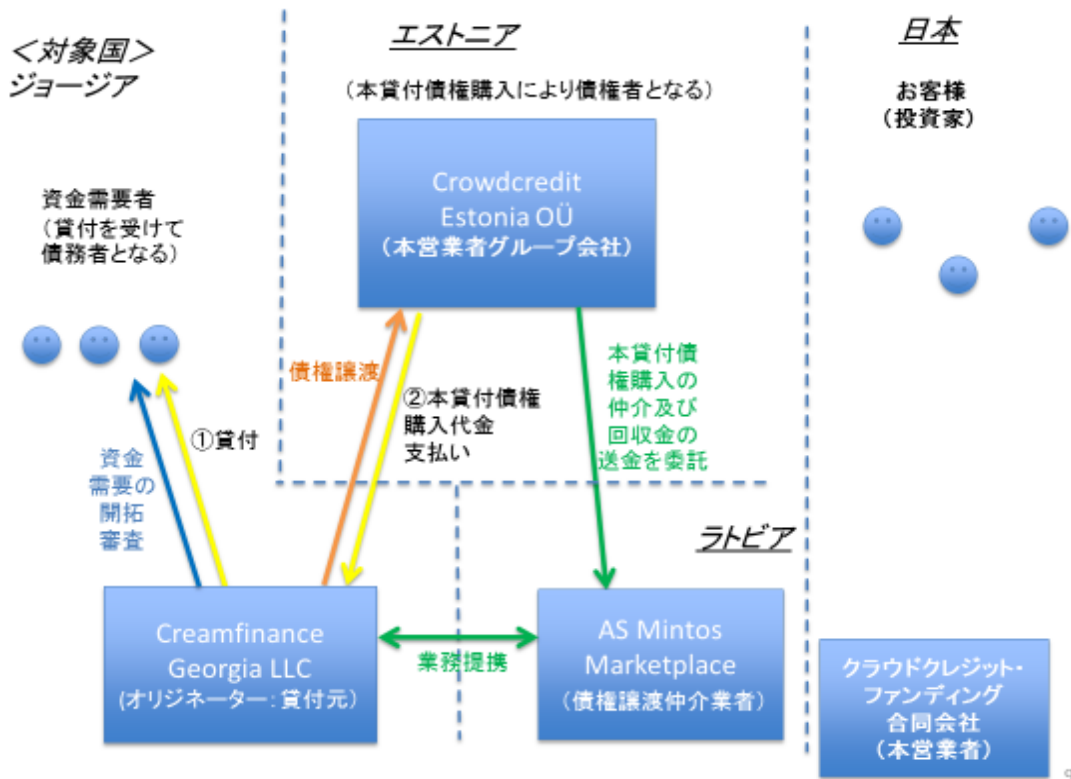 <対象国>
ジョージア
エストニア
日本
(本貸付債権購入により債権者となる)
お客様
(投資家)
資金需要者
(貸付を受けて
債務者となる)
Crowdcredit
Estonia OÜ
(本営業者グループ会社)
債権譲渡
②本貸付債権
購入代金
支払い
本貸付債
権購入の
仲介及び
回収金の
送金を委託
①貸付
資金
需要の
開拓
審査
ラトビア
Creamfinance
Georgia LLC
(オリジネーター:貸付元)
業務提携
AS Mintos
Marketplace
(債権譲渡仲介業者)
クラウドクレジット・
ファンディング
合同会社
(本営業者)